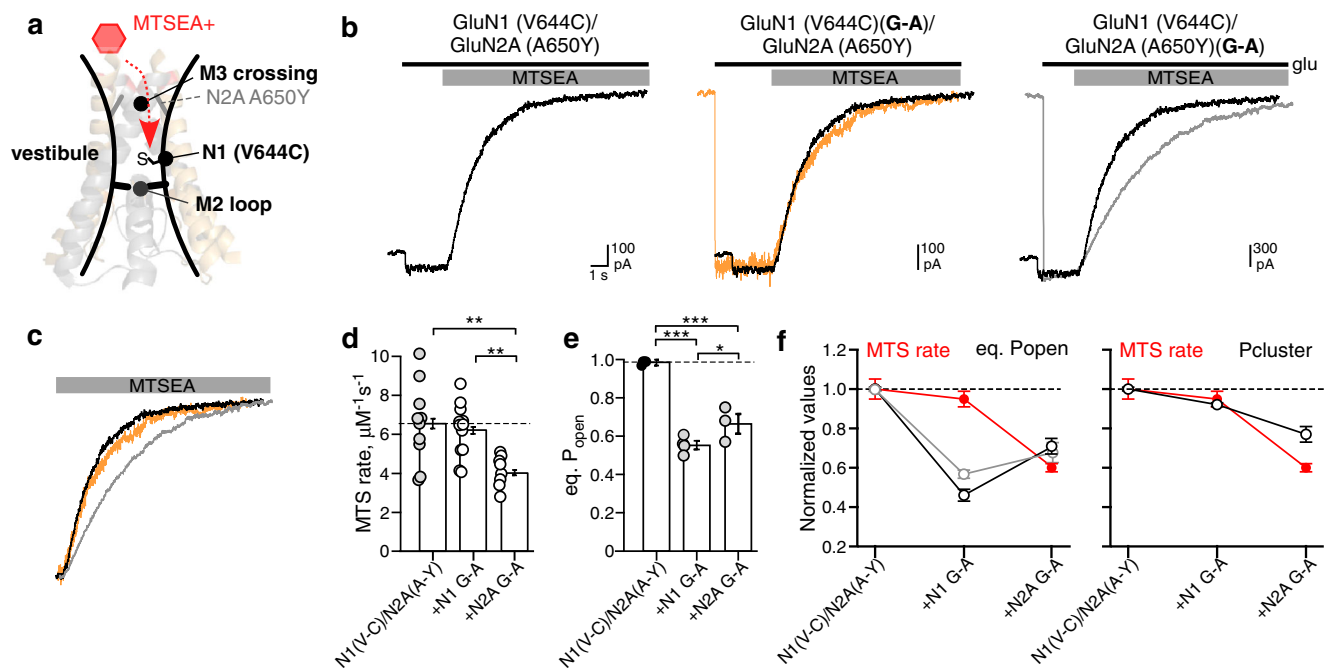 a
MTSEA+
M3 crossing
N2A A650Y
vestibule
S
N1 (V644C)
M2 loop
b
GluN1 (V644C)/
GluN2A (A650Y)
MTSEA
100
pA
1 s
GluN1 (V644C)(G-A)/
GluN2A (A650Y)
MTSEA
100
pA
GluN1 (V644C)/
GluN2A (A650Y)(G-A)
glu
MTSEA
300
pA
c
MTSEA
d
MTS rate, μM⁻¹s⁻¹
10
8
6
4
2
0
**
**
N1(V-C)/N2A(A-Y)
+N1 G-A
+N2A G-A
e
eq. Popen
1.0
0.8
0.6
0.4
0.2
0
***
***
*
N1(V-C)/N2A(A-Y)
+N1 G-A
+N2A G-A
f
Normalized values
MTS rate eq. Popen
1.2
1.0
0.8
0.6
0.4
0.2
N1(V-C)/N2A(A-Y)
+N1 G-A
+N2A G-A
MTS rate Pcluster
N1(V-C)/N2A(A-Y)
+N1 G-A
+N2A G-A